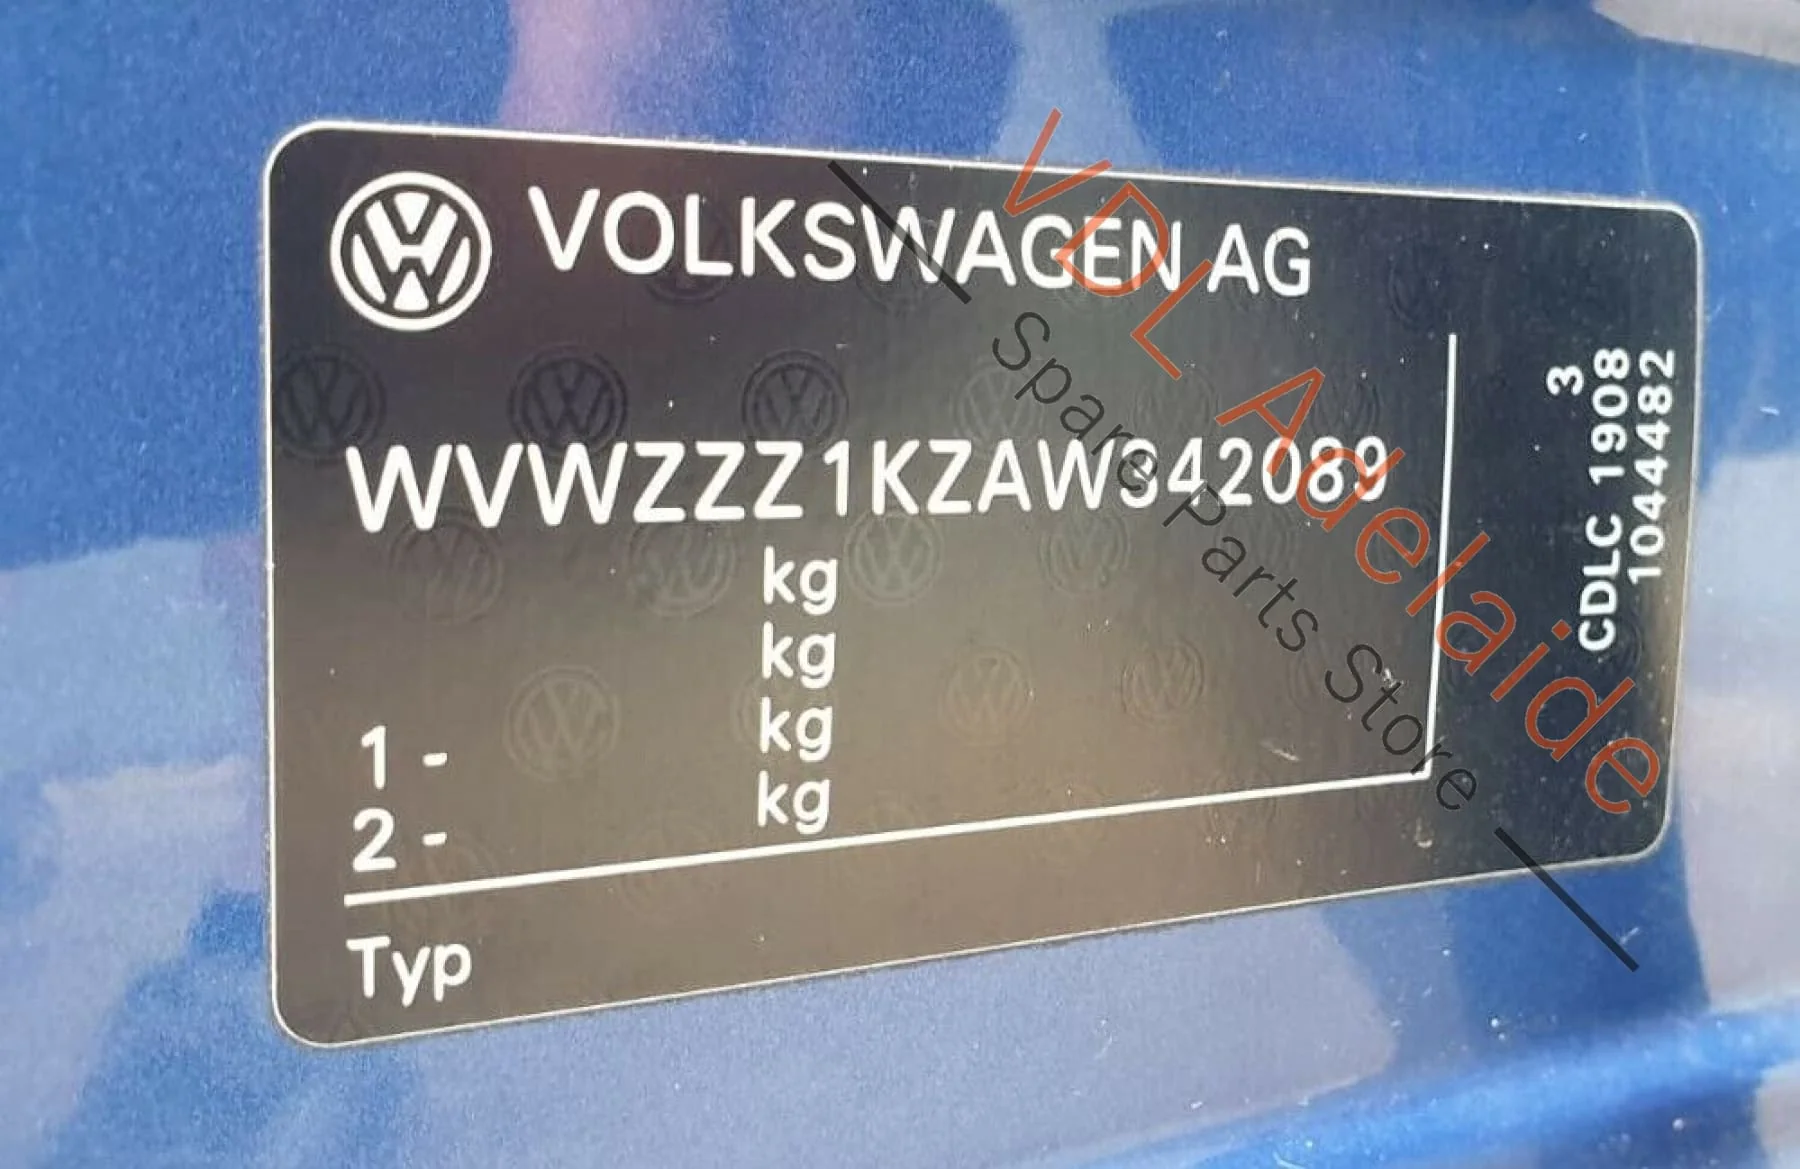 VOLKSWAGEN AG
WVWZZZ1KZAW342089
kg
kg
1 - kg
2 - kg
Typ
3
CDLC 1908
1044482
VDL Adelaide
Spare Parts Store